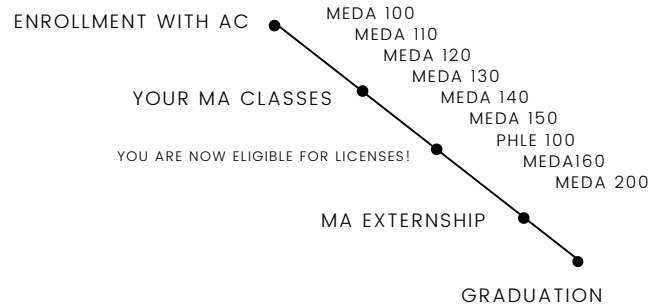 ENROLLMENT WITH AC
MEDA 100
MEDA 110
MEDA 120
MEDA 130
YOUR MA CLASSES
MEDA 140
MEDA 150
PHLE 100
YOU ARE NOW ELIGIBLE FOR LICENSES!
MEDA160
MEDA 200
MA EXTERNSHIP
GRADUATION